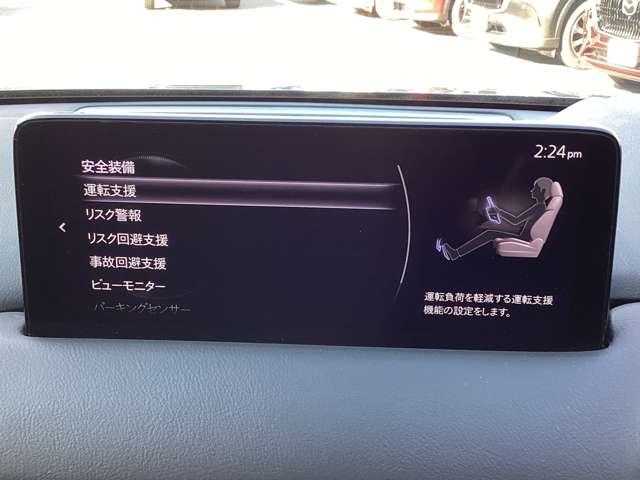 2:24pm
安全装備
運転支援
リスク警報
リスク回避支援
事故回避支援
ビューモニター
パーキングセンサー
運転負荷を軽減する運転支援
機能の設定をします。